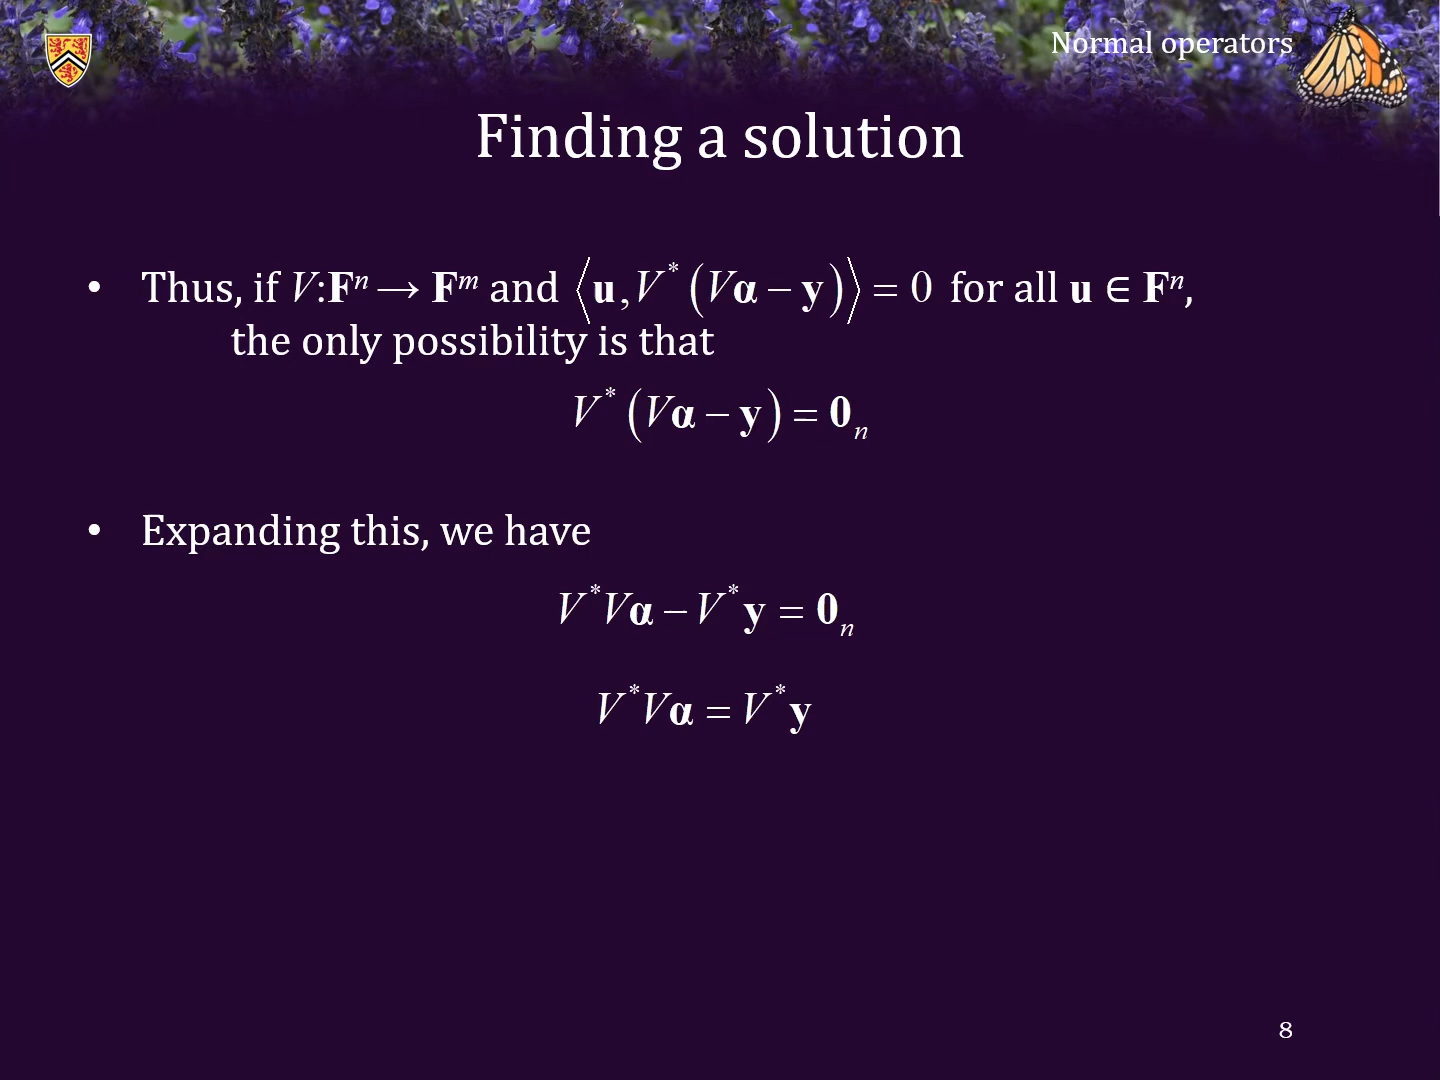 Normal operators
Finding a solution
• Thus, if V:Fⁿ → Fᵐ and ⟨u, V*(Vα − y)⟩ = 0 for all u ∈ Fⁿ,
the only possibility is that
V*(Vα − y) = 0ₙ
• Expanding this, we have
V*Vα − V*y = 0ₙ
V*Vα = V*y
8